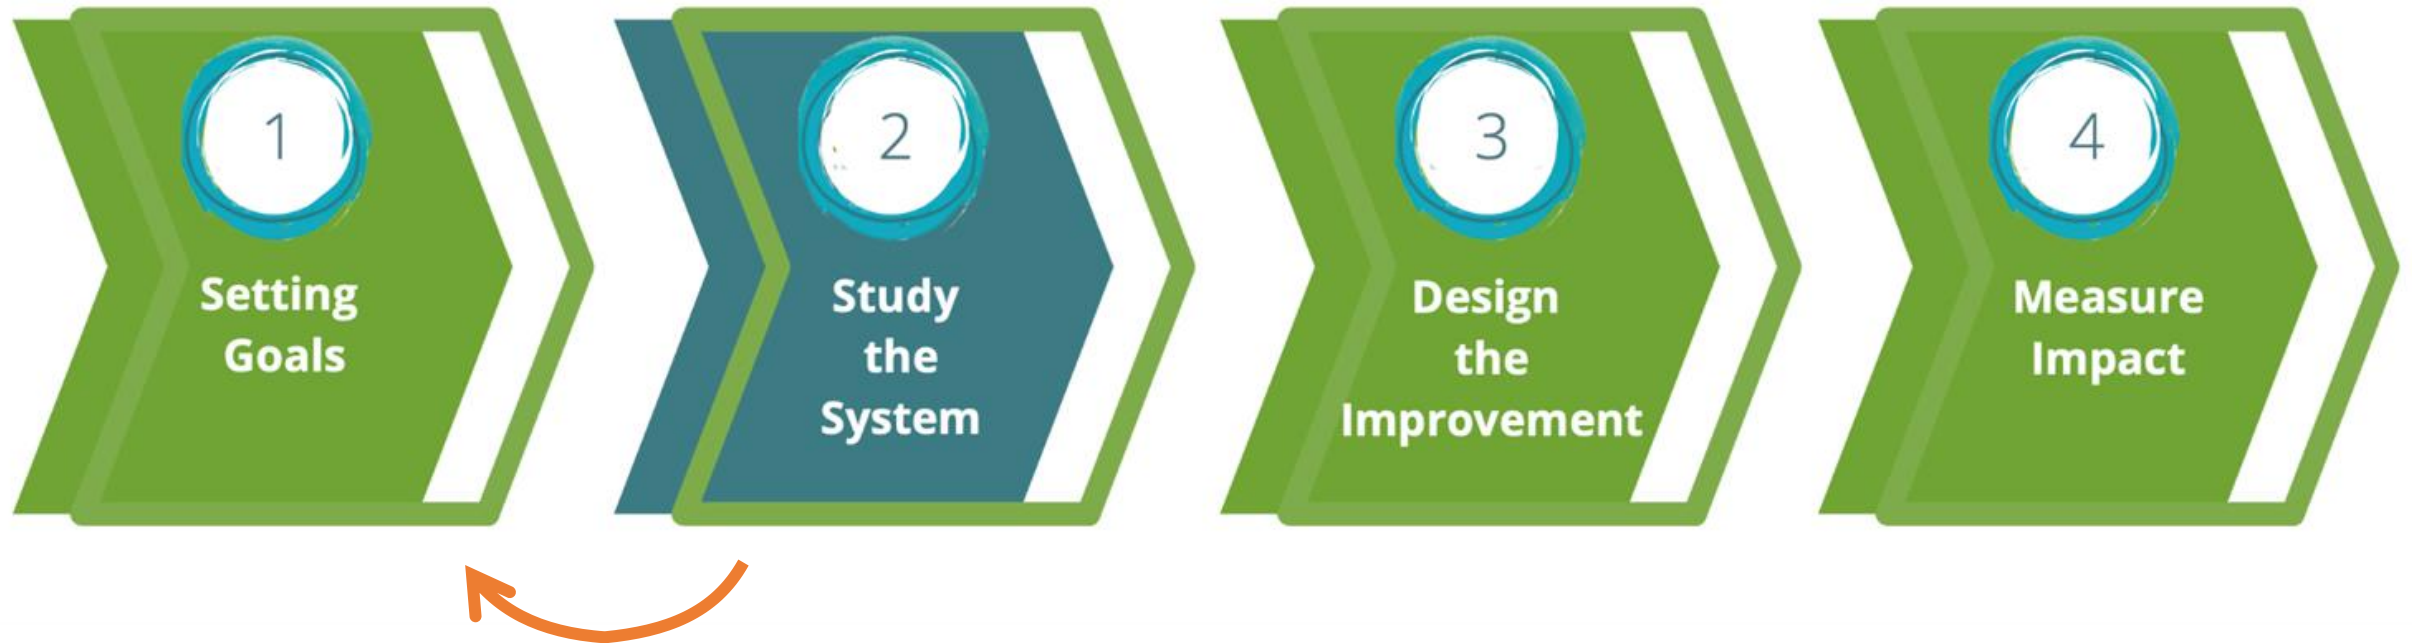 1
Setting
Goals
2
Study
the
System
3
Design
the
Improvement
4
Measure
Impact